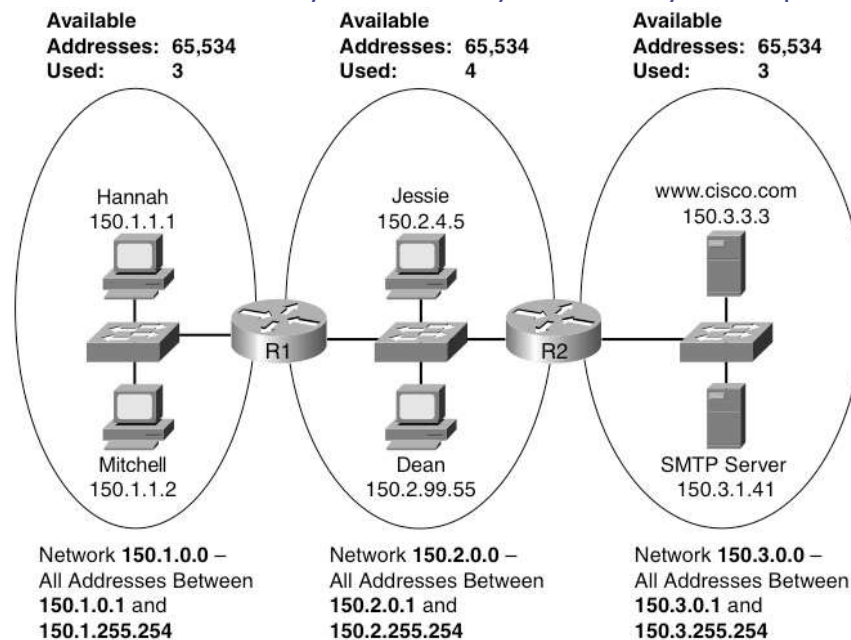 Available
Addresses: 65,534
Used: 3
Available
Addresses: 65,534
Used: 4
Available
Addresses: 65,534
Used: 3
Hannah
150.1.1.1
Jessie
150.2.4.5
www.cisco.com
150.3.3.3
R1
R2
Mitchell
150.1.1.2
Dean
150.2.99.55
SMTP Server
150.3.1.41
Network 150.1.0.0 –
All Addresses Between
150.1.0.1 and
150.1.255.254
Network 150.2.0.0 –
All Addresses Between
150.2.0.1 and
150.2.255.254
Network 150.3.0.0 –
All Addresses Between
150.3.0.1 and
150.3.255.254